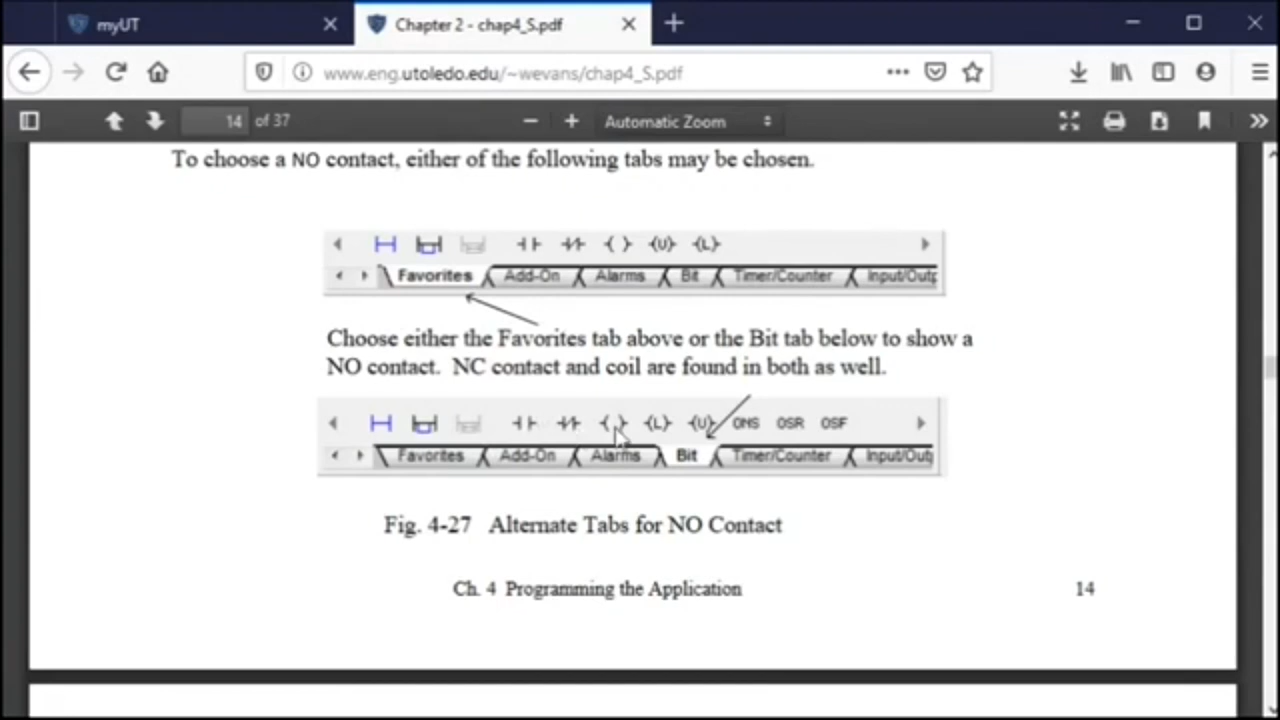 myUT
Chapter 2 - chap4_S.pdf
www.eng.utoledo.edu/~wevans/chap4_S.pdf
14 of 37
Automatic Zoom
To choose a NO contact, either of the following tabs may be chosen.
(U) (L)
Favorites Add-On Alarms Bit Timer/Counter Input/Outp
Choose either the Favorites tab above or the Bit tab below to show a
NO contact. NC contact and coil are found in both as well.
(L) (U) ONS OSR OSF
Favorites Add-On Alarms Bit Timer/Counter Input/Outp
Fig. 4-27 Alternate Tabs for NO Contact
Ch. 4 Programming the Application 14